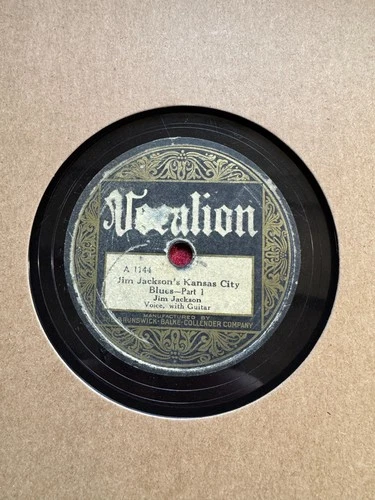 Vocalion
A 1144
Jim Jackson's Kansas City
Blues—Part 1
Jim Jackson
Voice, with Guitar
MANUFACTURED BY
BRUNSWICK-BALKE-COLLENDER COMPANY